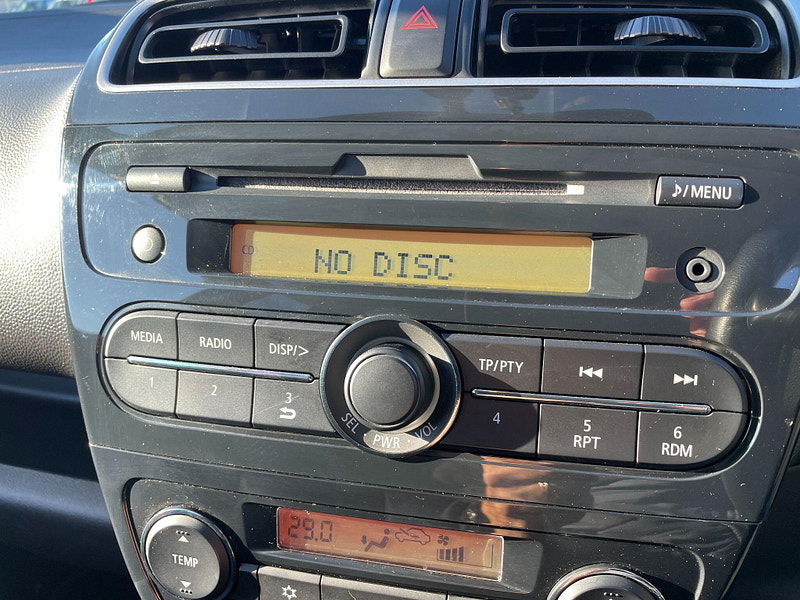 ♪/MENU
CD
NO DISC
MEDIA RADIO DISP/> TP/PTY
1 2 3 4 5 6
RPT RDM
SEL · PWR · VOL
29.0
TEMP